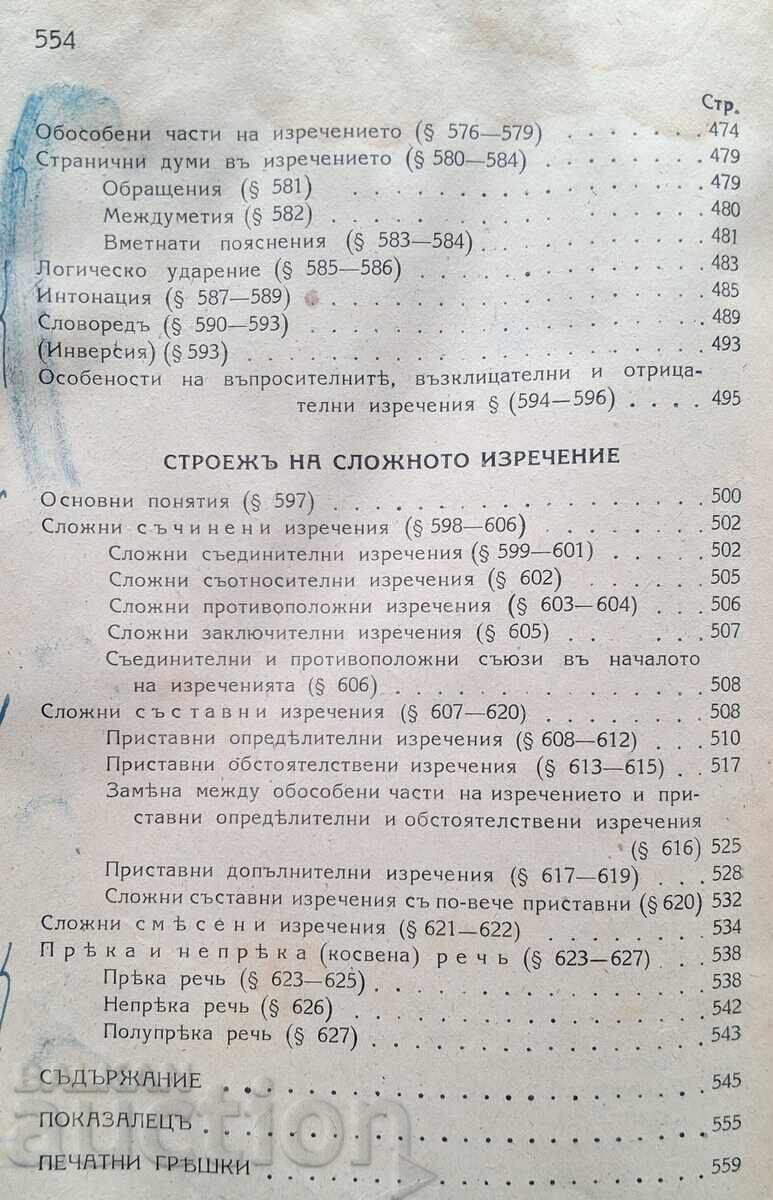 554
Стр.
Обособени части на изречението (§ 576—579) . . . . . . . 474
Странични думи въ изречението (§ 580—584) . . . . . . . 479
Обращения (§ 581) . . . . . . . . . . . . . . 479
Междуметия (§ 582) . . . . . . . . . . . . . . 480
Вметнати пояснения (§ 583—584) . . . . . . . . . 481
Логическо ударение (§ 585—586) . . . . . . . . . . . 483
Интонация (§ 587—589) . . . . . . . . . . . . . . 485
Словоредъ (§ 590—593) . . . . . . . . . . . . . . 489
(Инверсия) (§ 593) . . . . . . . . . . . . . . . . 493
Особености на въпросителнитѣ, възклицателни и отрица-
телни изречения § (594—596) . . . . 495
СТРОЕЖЪ НА СЛОЖНОТО ИЗРЕЧЕНИЕ
Основни понятия (§ 597) . . . . . . . . . . . . . . 500
Сложни съчинени изречения (§ 598—606) . . . . . . . 502
Сложни съединителни изречения (§ 599—601) . . . . . 502
Сложни съотносителни изречения (§ 602) . . . . . . 505
Сложни противоположни изречения (§ 603—604) . . . 506
Сложни заключителни изречения (§ 605) . . . . . . 507
Съединителни и противоположни съюзи въ началото
на изреченията (§ 606) . . . . . . . . . . . . 508
Сложни съставни изречения (§ 607—620) . . . . . . . 508
Приставни опредѣлителни изречения (§ 608—612) . . . 510
Приставни обстоятелствени изречения (§ 613—615) . . 517
Замѣна между обособени части на изречението и при-
ставни опредѣлителни и обстоятелствени изречения
(§ 616) 525
Приставни допълнителни изречения (§ 617—619) . . . 528
Сложни съставни изречения съ по-вече приставни (§ 620) 532
Сложни смѣсени изречения (§ 621—622) . . . . . . . 534
Прѣка и непрѣка (косвена) речь (§ 623—627) . . . 538
Прѣка речь (§ 623—625) . . . . . . . . . . . . 538
Непрѣка речь (§ 626) . . . . . . . . . . . . . 542
Полупрѣка речь (§ 627) . . . . . . . . . . . . 543
СЪДЪРЖАНИЕ . . . . . . . . . . . . . . . . 545
ПОКАЗАЛЕЦЪ . . . . . . . . . . . . . . . . 555
ПЕЧАТНИ ГРѢШКИ . . . . . . . . . . . . . . 559
auction